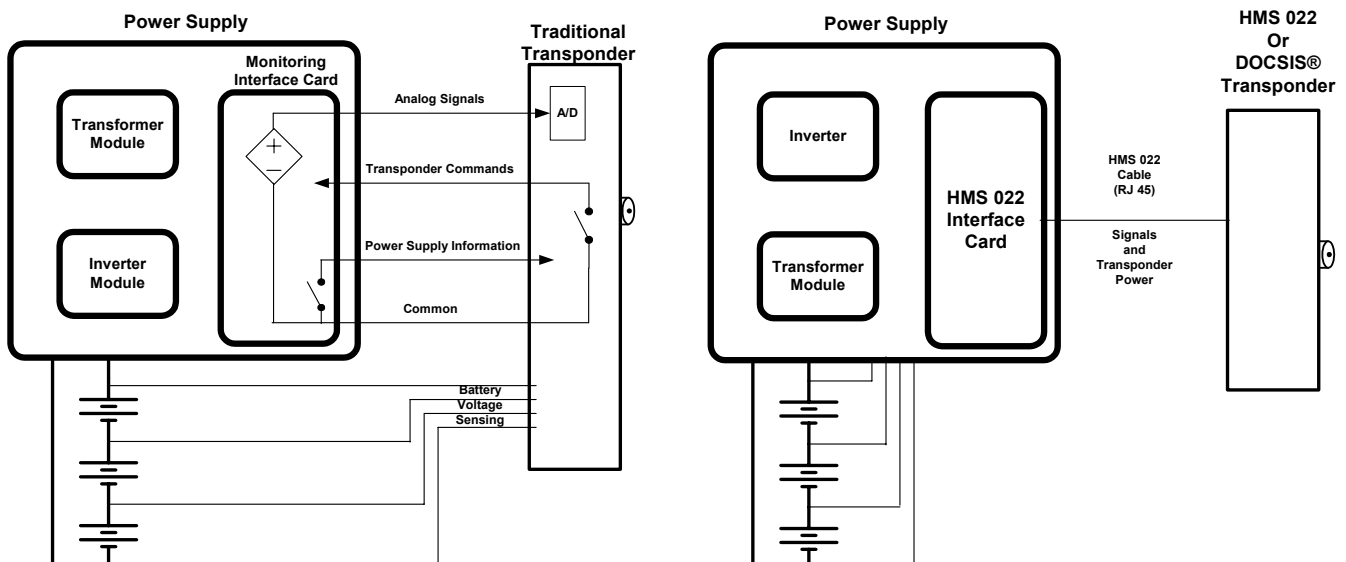 Power Supply
Traditional
Transponder
Monitoring
Interface Card
Transformer
Module
Inverter
Module
Analog Signals
A/D
Transponder Commands
Power Supply Information
Common
Battery
Voltage
Sensing
Power Supply
HMS 022
Or
DOCSIS®
Transponder
Inverter
Transformer
Module
HMS 022
Interface
Card
HMS 022
Cable
(RJ 45)
Signals
and
Transponder
Power